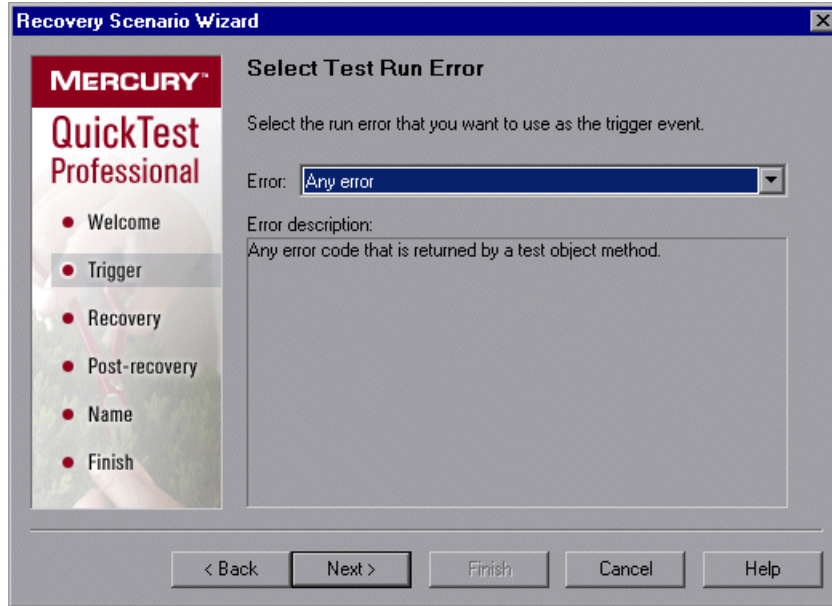 Recovery Scenario Wizard
MERCURY™
QuickTest
Professional
Welcome
Trigger
Recovery
Post-recovery
Name
Finish
Select Test Run Error
Select the run error that you want to use as the trigger event.
Error: Any error
Error description:
Any error code that is returned by a test object method.
< Back Next > Finish Cancel Help